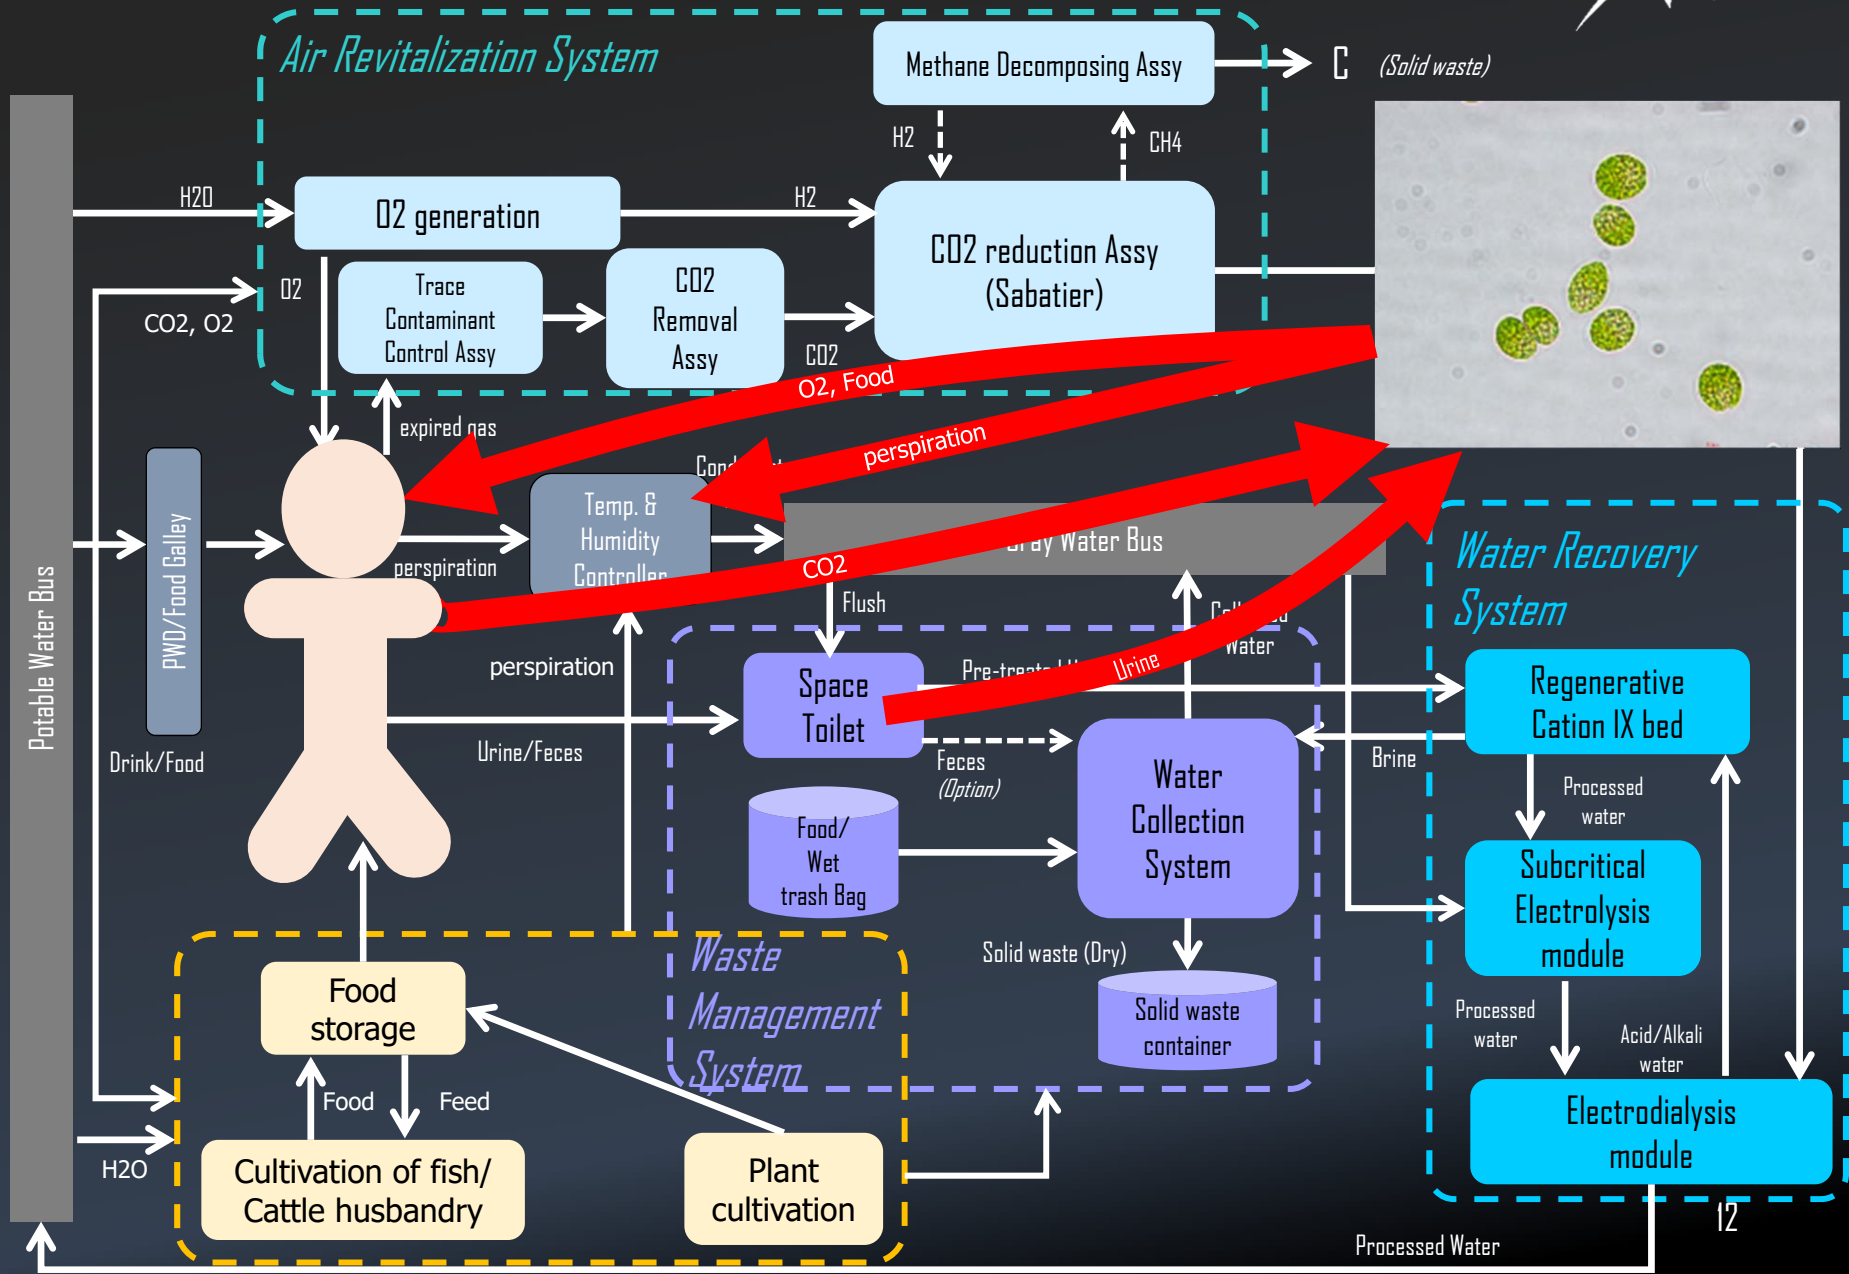 Air Revitalization System
Methane Decomposing Assy
C
(Solid waste)
H2
CH4
H2O
O2 generation
H2
CO2 reduction Assy
(Sabatier)
O2
Trace
Contaminant
Control Assy
CO2
Removal
Assy
CO2
CO2, O2
O2, Food
expired gas
perspiration
Potable Water Bus
PWD/Food Galley
Temp. &
Humidity
Controller
Water Bus
perspiration
CO2
Flush
Water
Water Recovery
System
perspiration
Space
Toilet
Urine
Regenerative
Cation IX bed
Drink/Food
Urine/Feces
Feces
(Option)
Brine
Water
Collection
System
Processed
water
Food/
Wet
trash Bag
Subcritical
Electrolysis
module
Waste
Management
System
Solid waste (Dry)
Solid waste
container
Food
storage
Processed
water
Acid/Alkali
water
Food
Feed
Electrodialysis
module
H2O
Cultivation of fish/
Cattle husbandry
Plant
cultivation
12
Processed Water